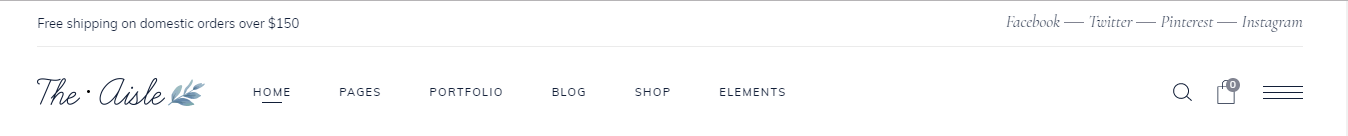 Free shipping on domestic orders over $150
Facebook — Twitter — Pinterest — Instagram
The · Aisle HOME PAGES PORTFOLIO BLOG SHOP ELEMENTS 0